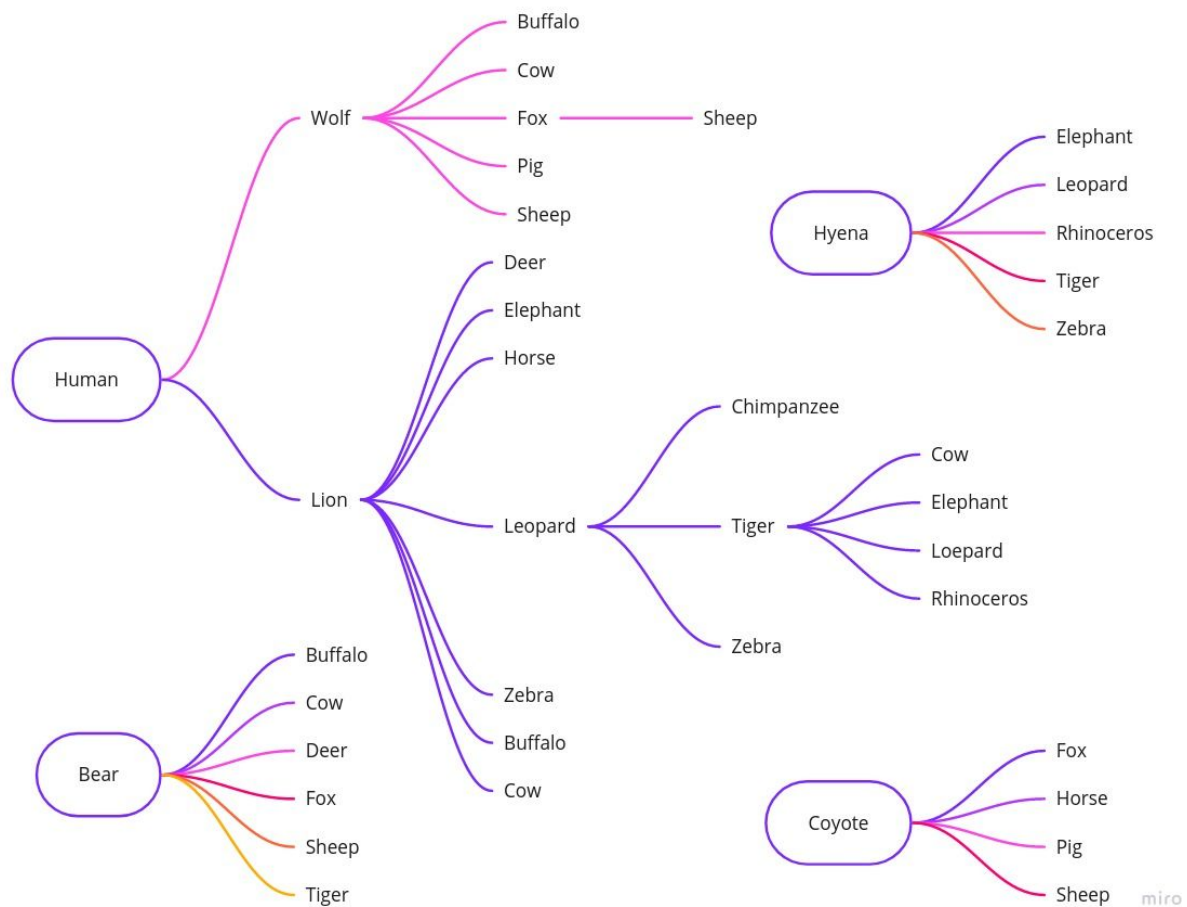 Human
Wolf
Buffalo
Cow
Fox
Sheep
Pig
Sheep
Lion
Deer
Elephant
Horse
Leopard
Chimpanzee
Tiger
Cow
Elephant
Loepard
Rhinoceros
Zebra
Zebra
Buffalo
Cow
Hyena
Elephant
Leopard
Rhinoceros
Tiger
Zebra
Bear
Buffalo
Cow
Deer
Fox
Sheep
Tiger
Coyote
Fox
Horse
Pig
Sheep
miro